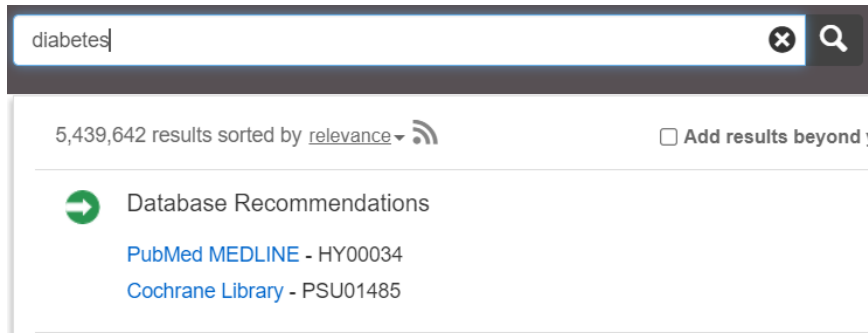 diabetes
5,439,642 results sorted by relevance
Add results beyond
Database Recommendations
PubMed MEDLINE - HY00034
Cochrane Library - PSU01485